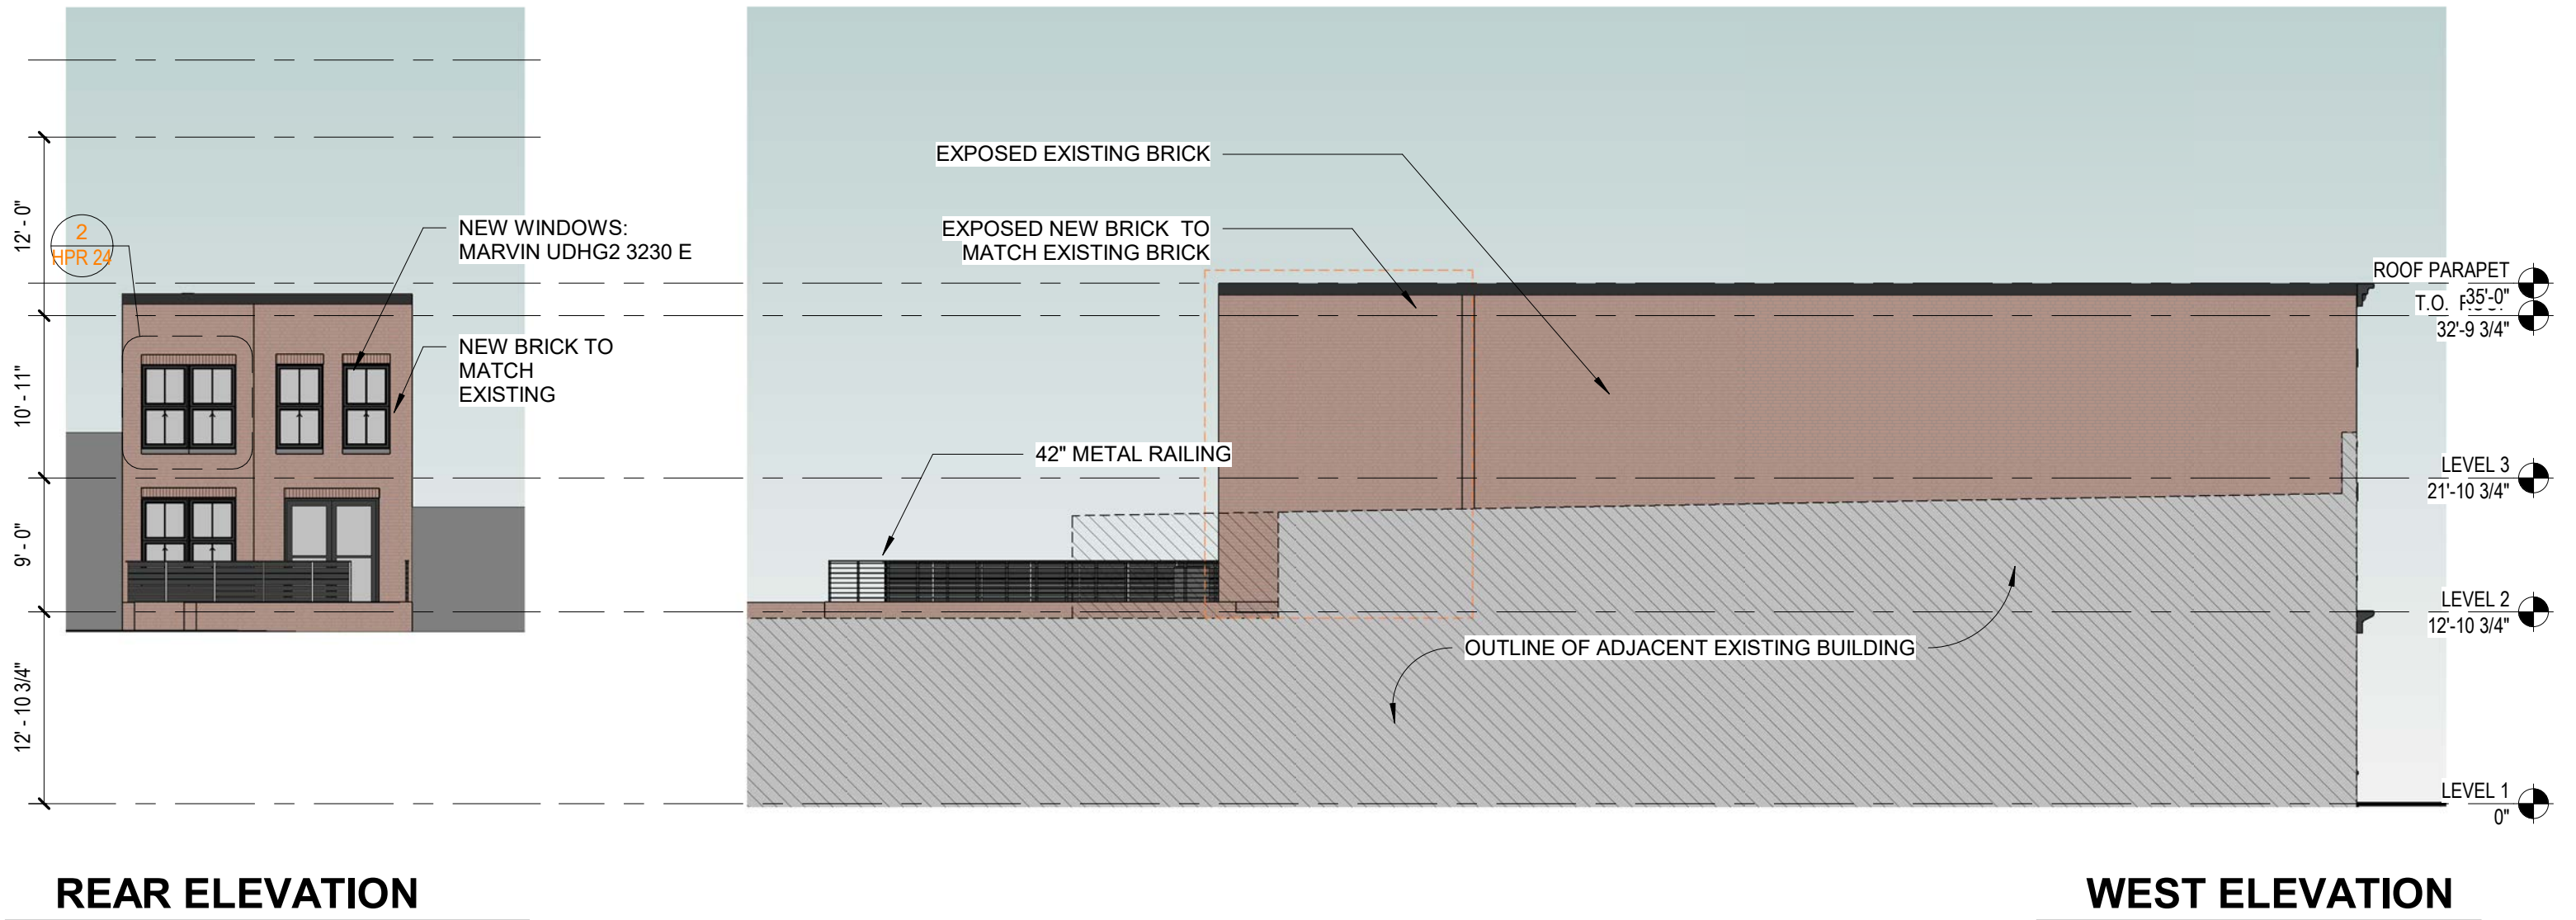 12' - 0"
10' - 11"
9' - 0"
12' - 10 3/4"
2
HPR 24
NEW WINDOWS:
MARVIN UDHG2 3230 E
NEW BRICK TO
MATCH
EXISTING
REAR ELEVATION
EXPOSED EXISTING BRICK
EXPOSED NEW BRICK TO
MATCH EXISTING BRICK
42" METAL RAILING
OUTLINE OF ADJACENT EXISTING BUILDING
ROOF PARAPET
35'-0"
T.O.
32'-9 3/4"
LEVEL 3
21'-10 3/4"
LEVEL 2
12'-10 3/4"
LEVEL 1
0"
WEST ELEVATION